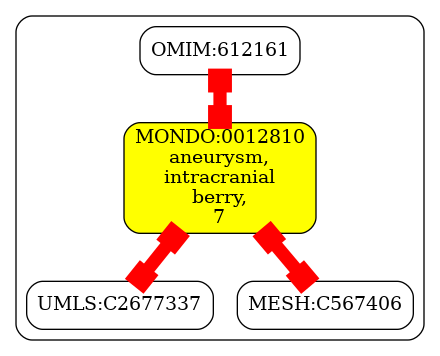 OMIM:612161
MONDO:0012810
aneurysm,
intracranial
berry,
7
UMLS:C2677337
MESH:C567406